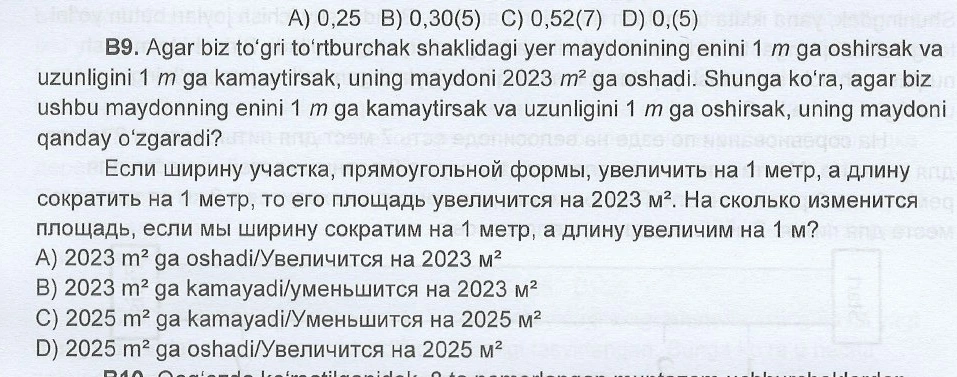 A) 0,25 B) 0,30(5) C) 0,52(7) D) 0,(5)
B9. Agar biz to‘g‘ri to‘rtburchak shaklidagi yer maydonining enini 1 m ga oshirsak va
uzunligini 1 m ga kamaytirsak, uning maydoni 2023 m² ga oshadi. Shunga ko‘ra, agar biz
ushbu maydonning enini 1 m ga kamaytirsak va uzunligini 1 m ga oshirsak, uning maydoni
qanday o‘zgaradi?
Если ширину участка, прямоугольной формы, увеличить на 1 метр, а длину
сократить на 1 метр, то его площадь увеличится на 2023 м². На сколько изменится
площадь, если мы ширину сократим на 1 метр, а длину увеличим на 1 м?
A) 2023 m² ga oshadi/Увеличится на 2023 м²
B) 2023 m² ga kamayadi/уменьшится на 2023 м²
C) 2025 m² ga kamayadi/Уменьшится на 2025 м²
D) 2025 m² ga oshadi/Увеличится на 2025 м²